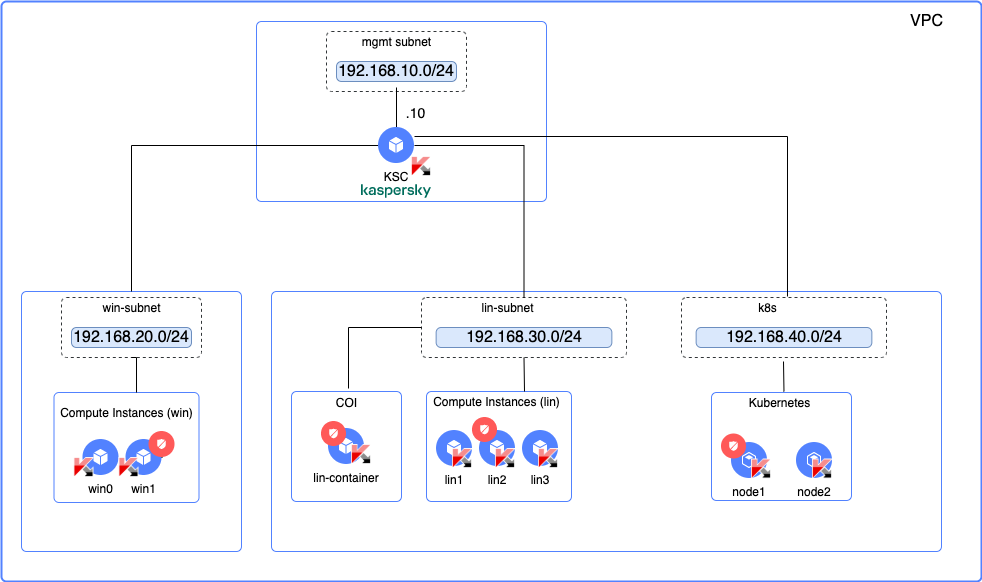 VPC
mgmt subnet
192.168.10.0/24
.10
KSC
kaspersky
win-subnet
192.168.20.0/24
Compute Instances (win)
win0
win1
lin-subnet
192.168.30.0/24
COI
lin-container
Compute Instances (lin)
lin1
lin2
lin3
k8s
192.168.40.0/24
Kubernetes
node1
node2